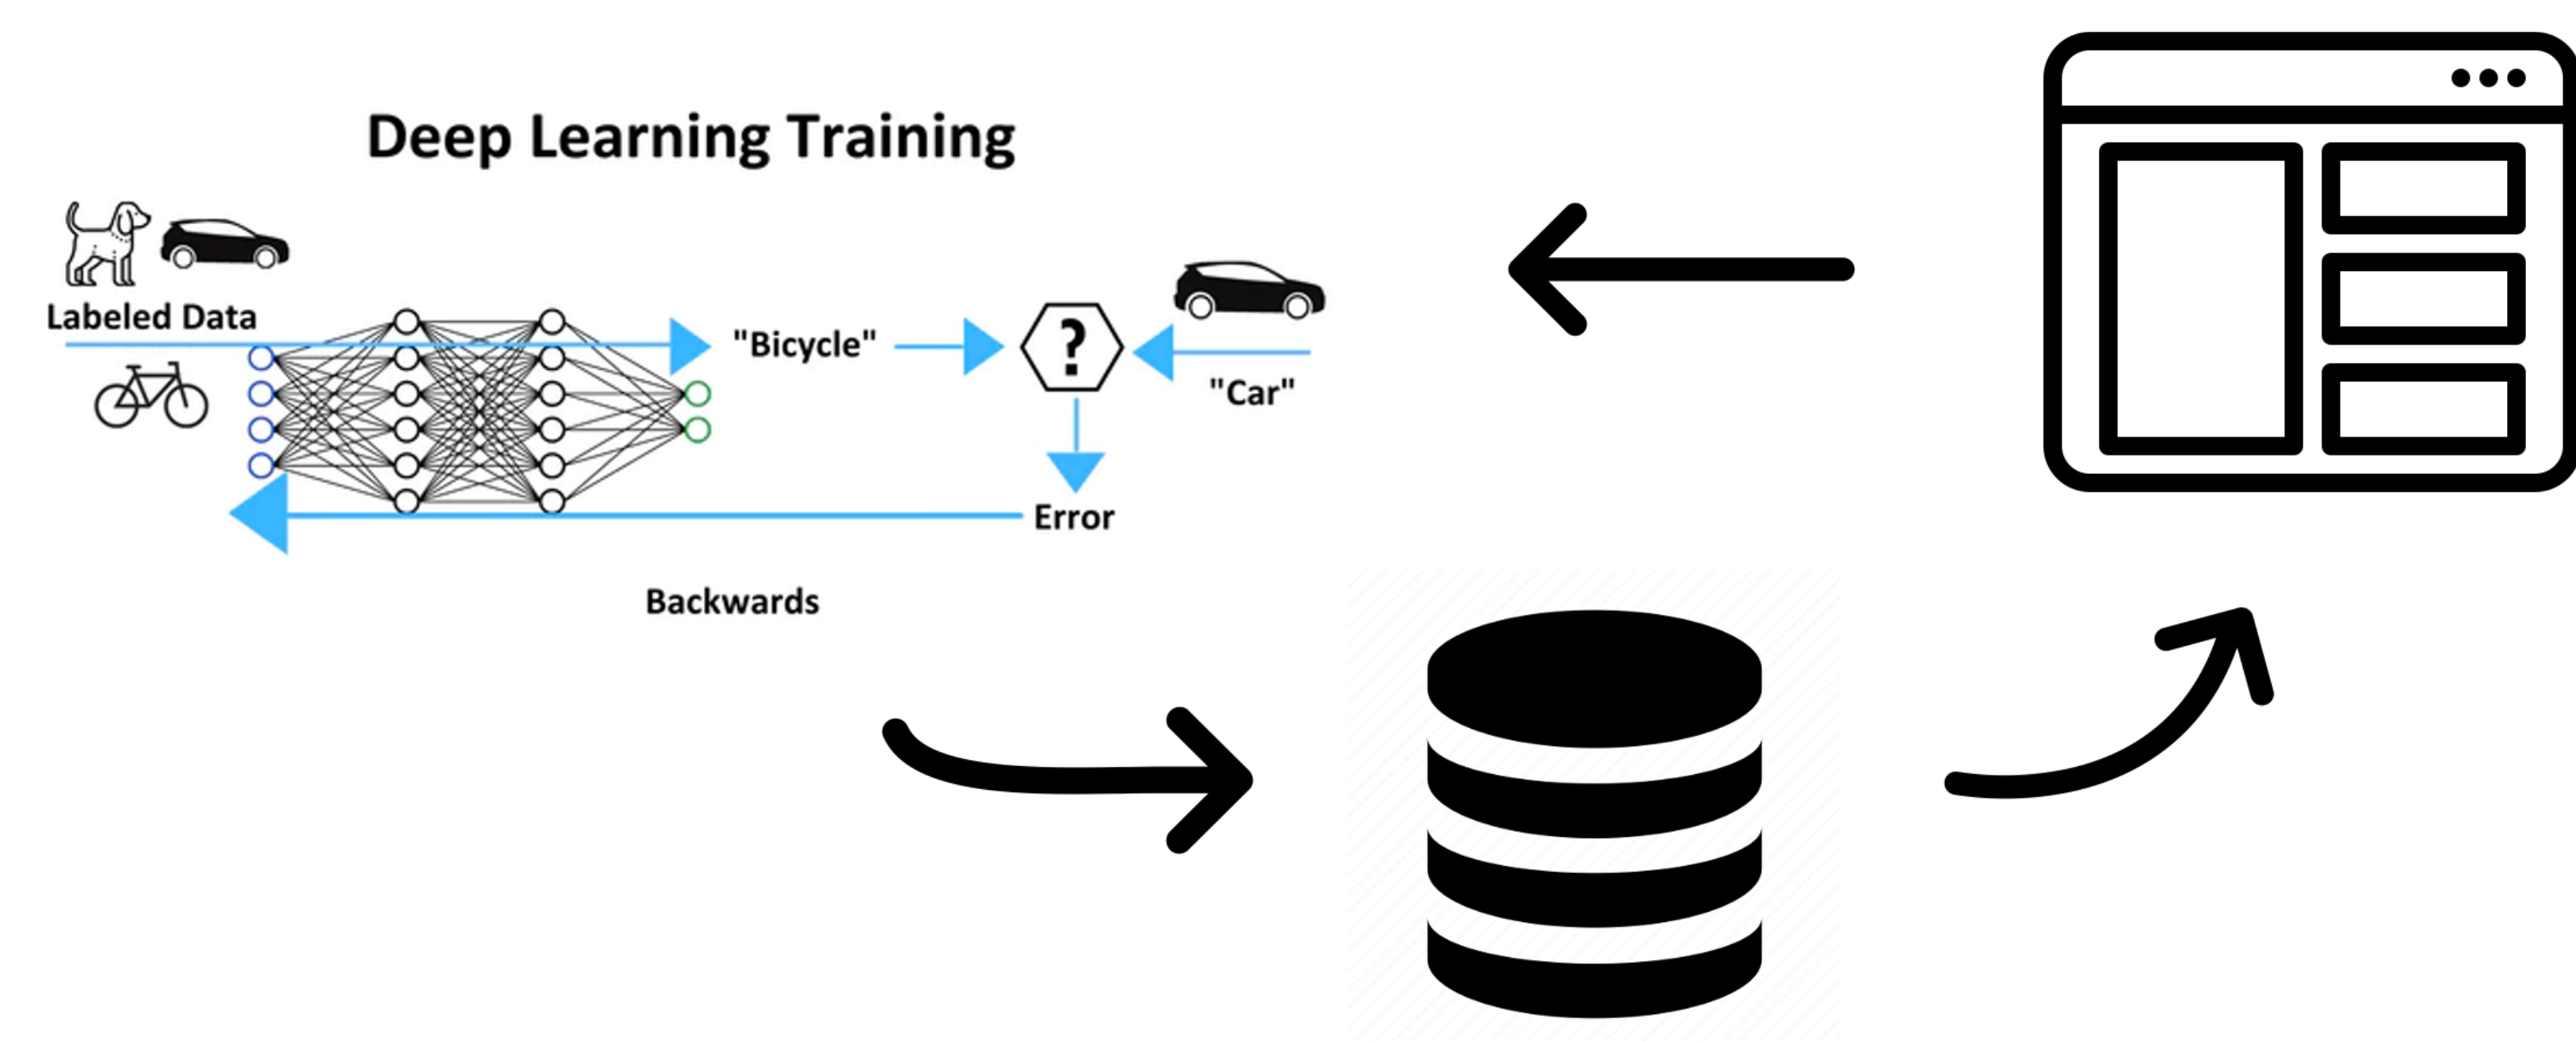 Deep Learning Training
Labeled Data
"Bicycle"
?
"Car"
Error
Backwards